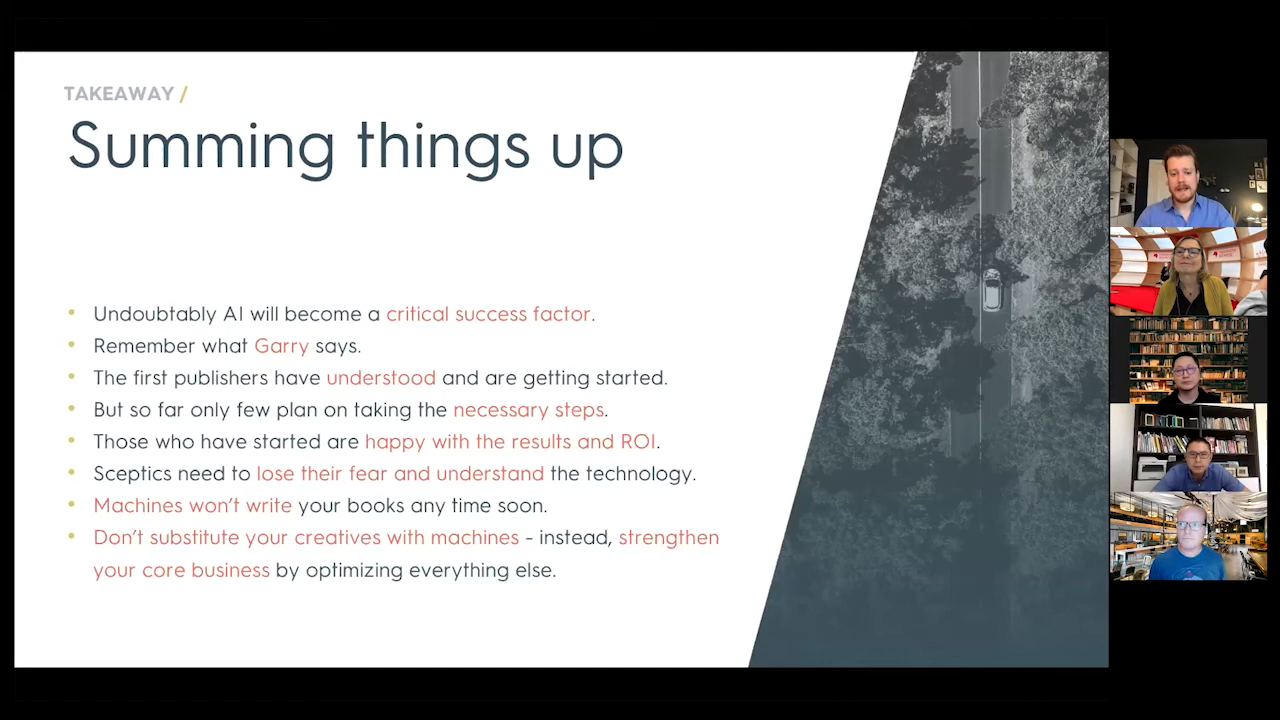 TAKEAWAY /
Summing things up
• Undoubtably AI will become a critical success factor.
• Remember what Garry says.
• The first publishers have understood and are getting started.
• But so far only few plan on taking the necessary steps.
• Those who have started are happy with the results and ROI.
• Sceptics need to lose their fear and understand the technology.
• Machines won't write your books any time soon.
• Don't substitute your creatives with machines - instead, strengthen
your core business by optimizing everything else.